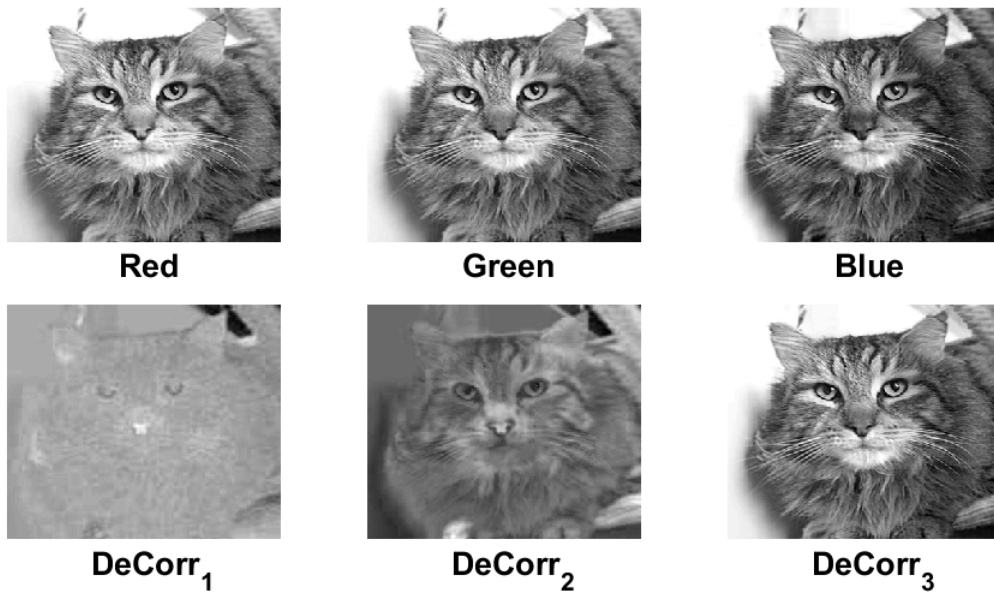 Red
Green
Blue
DeCorr₁
DeCorr₂
DeCorr₃